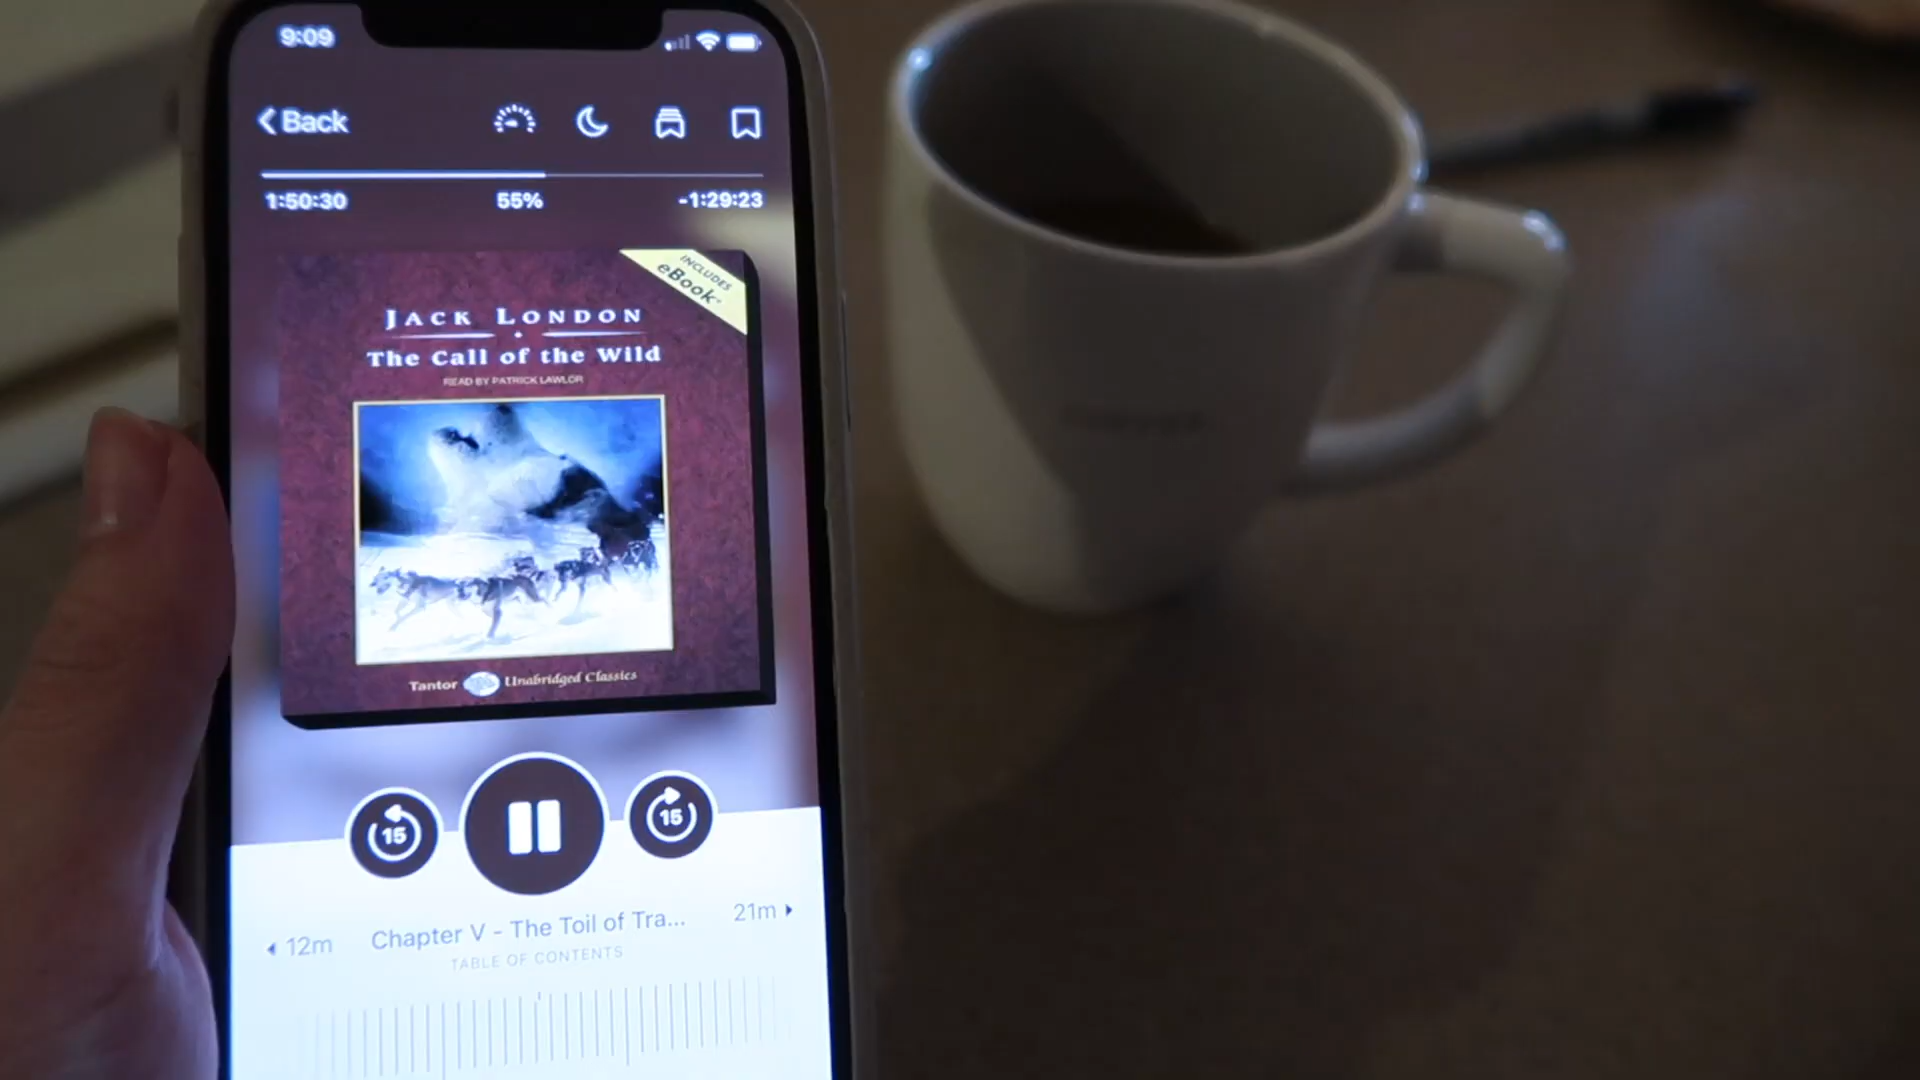 9:09
Back
1:50:30 55% -1:29:23
INCLUDES
eBook
JACK LONDON
The Call of the Wild
READ BY PATRICK LAWLOR
Tantor Unabridged Classics
15 15
12m Chapter V - The Toil of Tra... 21m
TABLE OF CONTENTS